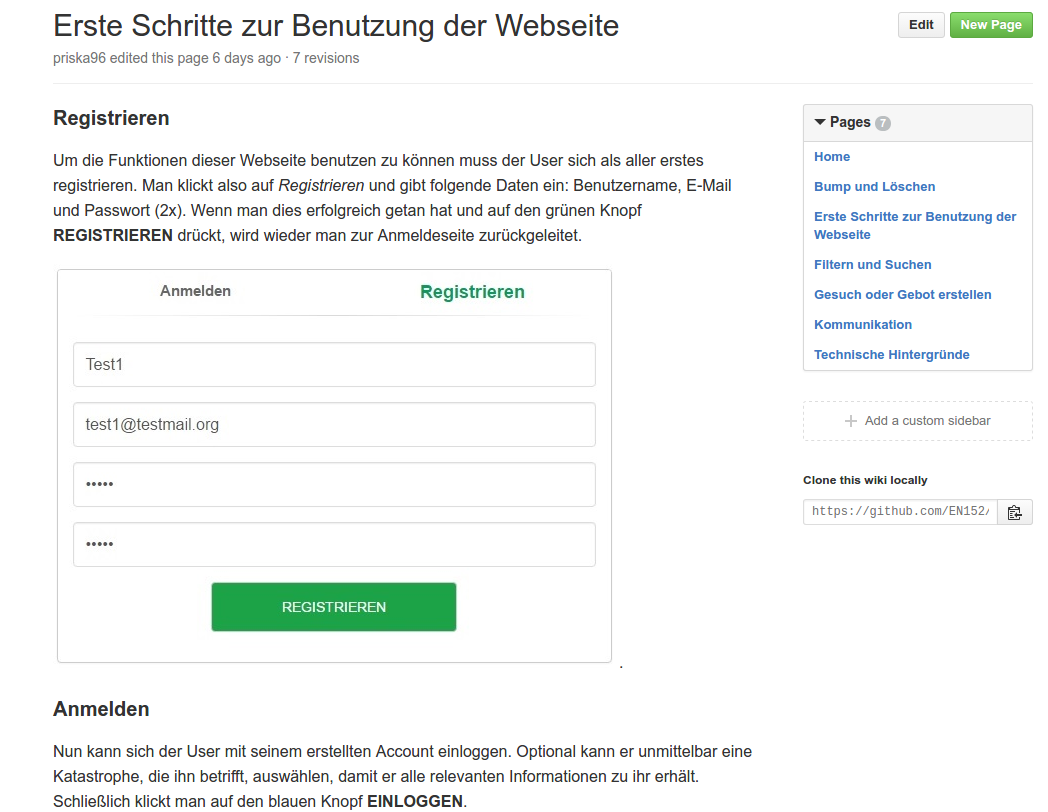 Erste Schritte zur Benutzung der Webseite
Edit
New Page
priska96 edited this page 6 days ago · 7 revisions
Registrieren
Um die Funktionen dieser Webseite benutzen zu können muss der User sich als aller erstes
registrieren. Man klickt also auf Registrieren und gibt folgende Daten ein: Benutzername, E-Mail
und Passwort (2x). Wenn man dies erfolgreich getan hat und auf den grünen Knopf
REGISTRIEREN drückt, wird wieder man zur Anmeldeseite zurückgeleitet.
Anmelden
Registrieren
Test1
test1@testmail.org
•••••
•••••
REGISTRIEREN
.
Anmelden
Nun kann sich der User mit seinem erstellten Account einloggen. Optional kann er unmittelbar eine
Katastrophe, die ihn betrifft, auswählen, damit er alle relevanten Informationen zu ihr erhält.
Schließlich klickt man auf den blauen Knopf EINLOGGEN.
Pages 7
Home
Bump und Löschen
Erste Schritte zur Benutzung der
Webseite
Filtern und Suchen
Gesuch oder Gebot erstellen
Kommunikation
Technische Hintergründe
Add a custom sidebar
Clone this wiki locally
https://github.com/EN152/